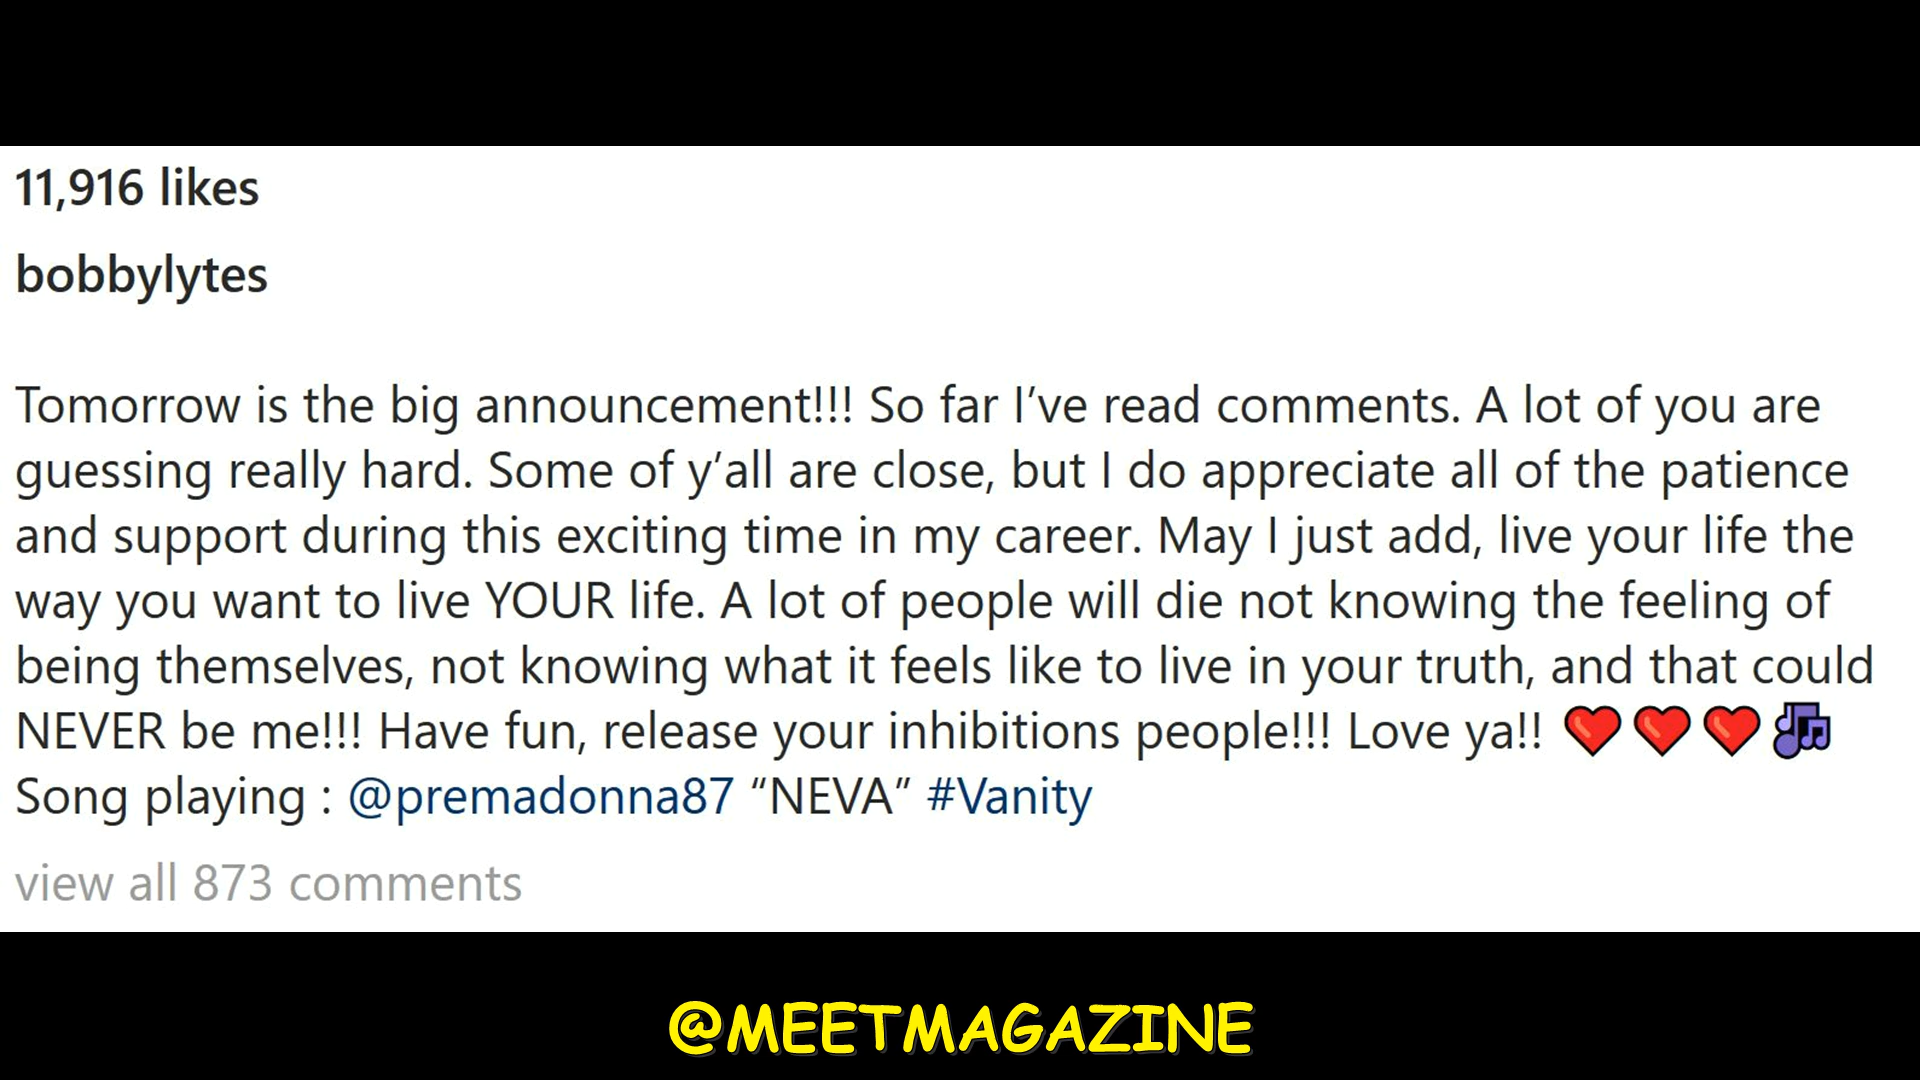 11,916 likes
bobbylytes
Tomorrow is the big announcement!!! So far I’ve read comments. A lot of you are
guessing really hard. Some of y’all are close, but I do appreciate all of the patience
and support during this exciting time in my career. May I just add, live your life the
way you want to live YOUR life. A lot of people will die not knowing the feeling of
being themselves, not knowing what it feels like to live in your truth, and that could
NEVER be me!!! Have fun, release your inhibitions people!!! Love ya!! ❤️❤️❤️🎶
Song playing : @premadonna87 “NEVA” #Vanity
view all 873 comments
@MEETMAGAZINE